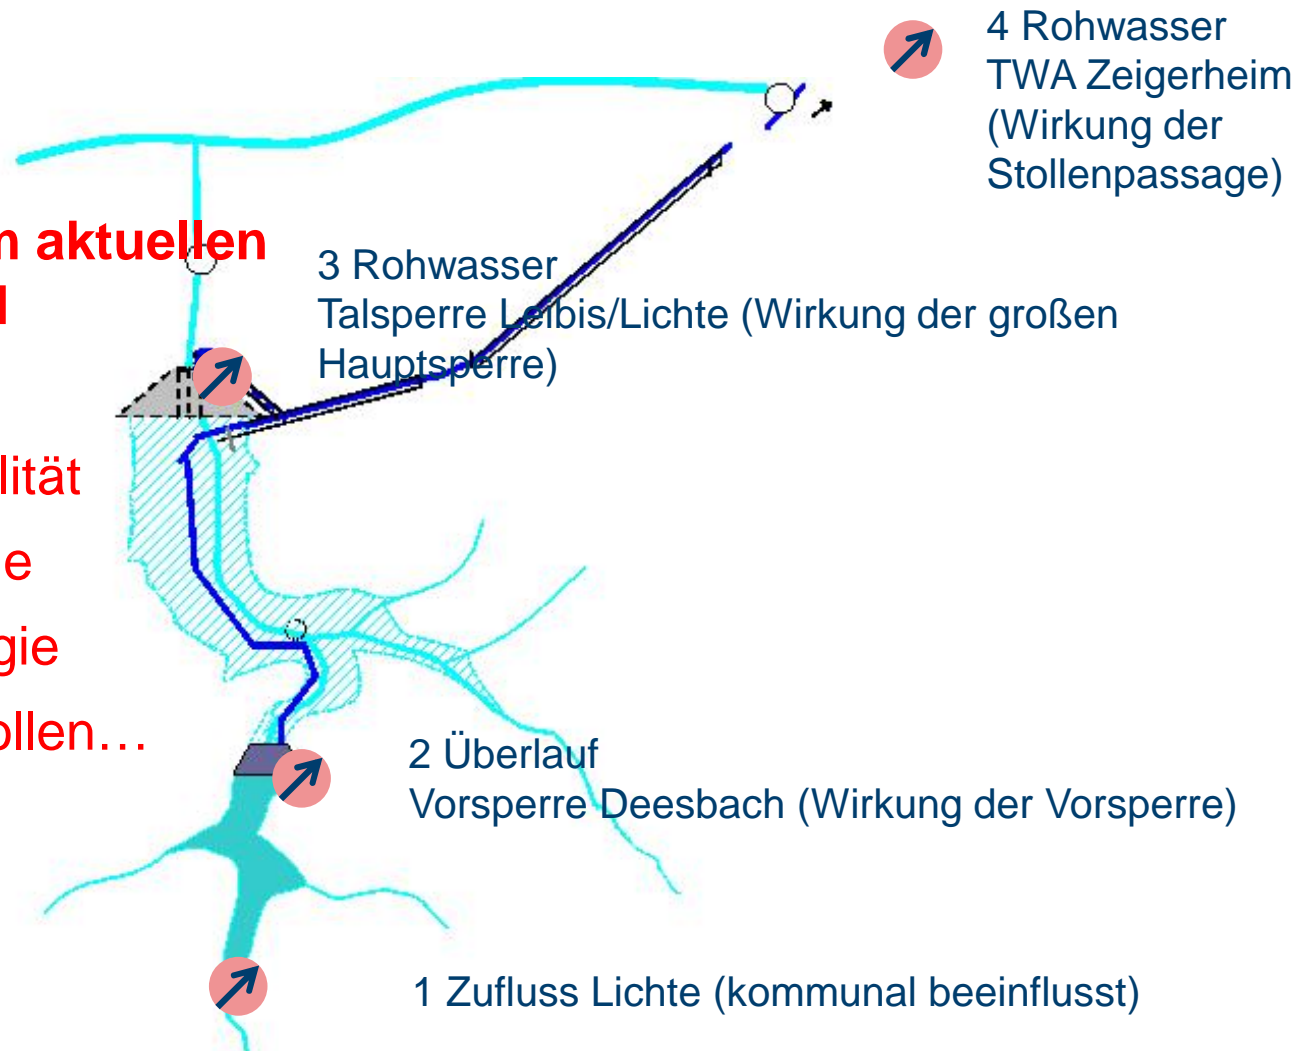 4 Rohwasser
TWA Zeigerheim
(Wirkung der
Stollenpassage)
aktuellen
3 Rohwasser
Talsperre Leibis/Lichte (Wirkung der großen
Hauptsperre)
lität
e
gie
ollen…
2 Überlauf
Vorsperre Deesbach (Wirkung der Vorsperre)
1 Zufluss Lichte (kommunal beeinflusst)